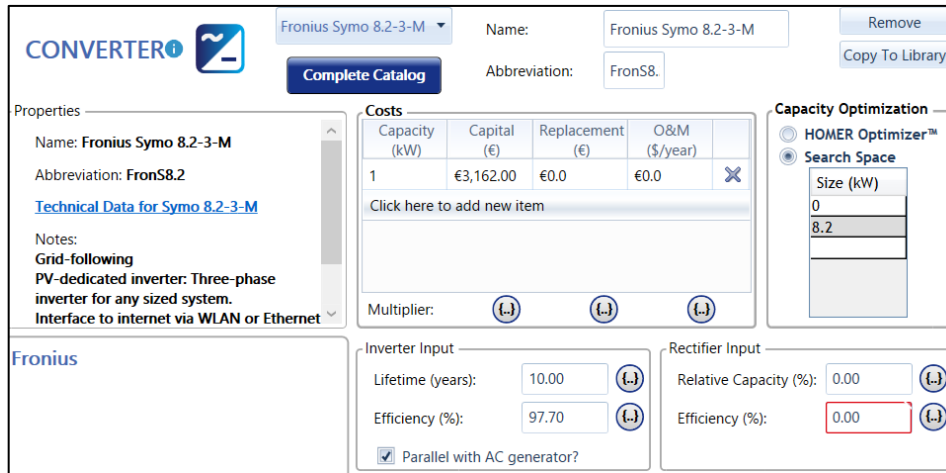 CONVERTER
Fronius Symo 8.2-3-M
Complete Catalog
Name: Fronius Symo 8.2-3-M
Abbreviation: FronS8.
Remove
Copy To Library
Properties
Name: Fronius Symo 8.2-3-M
Abbreviation: FronS8.2
Technical Data for Symo 8.2-3-M
Notes:
Grid-following
PV-dedicated inverter: Three-phase
inverter for any sized system.
Interface to internet via WLAN or Ethernet
Fronius
Costs
Capacity (kW) Capital (€) Replacement (€) O&M ($/year)
1 €3,162.00 €0.0 €0.0
Click here to add new item
Multiplier: {..} {..} {..}
Capacity Optimization
HOMER Optimizer™
Search Space
Size (kW)
0
8.2
Inverter Input
Lifetime (years): 10.00 {..}
Efficiency (%): 97.70 {..}
Parallel with AC generator?
Rectifier Input
Relative Capacity (%): 0.00 {..}
Efficiency (%): 0.00 {..}